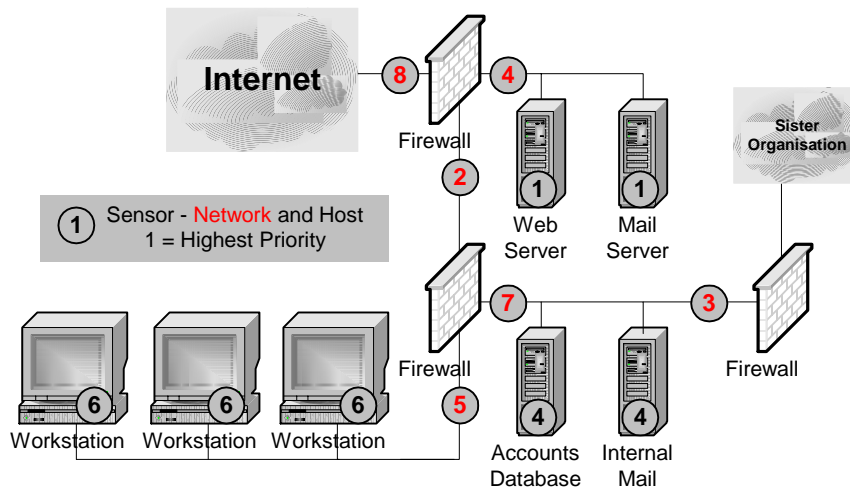 Internet
8
4
Firewall
Sister
Organisation
2
1
1
1
Sensor - Network and Host
1 = Highest Priority
Web
Server
Mail
Server
7
3
Firewall
Firewall
6
6
6
5
4
4
Workstation
Workstation
Workstation
Accounts
Database
Internal
Mail